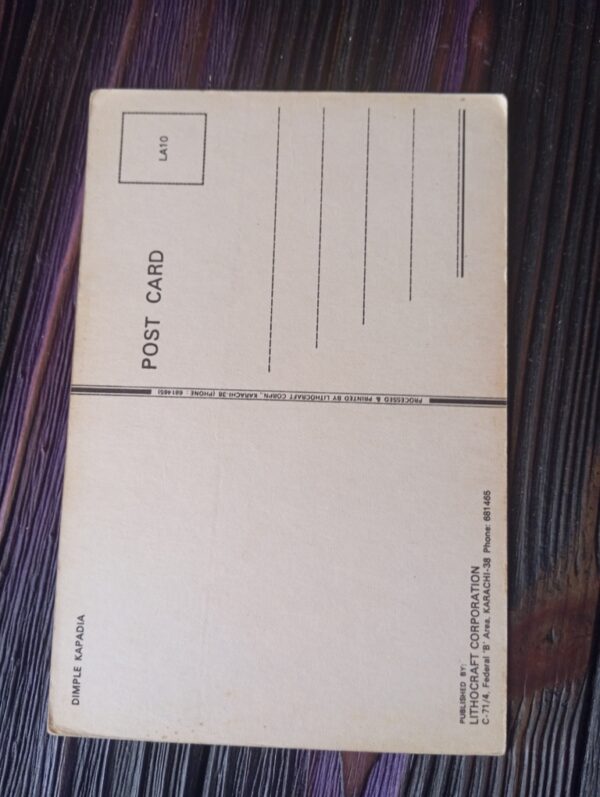 DIMPLE KAPADIA
PUBLISHED BY:
LITHOCRAFT CORPORATION
C-71/4, Federal 'B' Area, KARACHI-38 Phone: 681465
PROCESSED & PRINTED BY LITHOCRAFT CORPN., KARACHI-38 (PHONE : 681465)
LA10
POST CARD